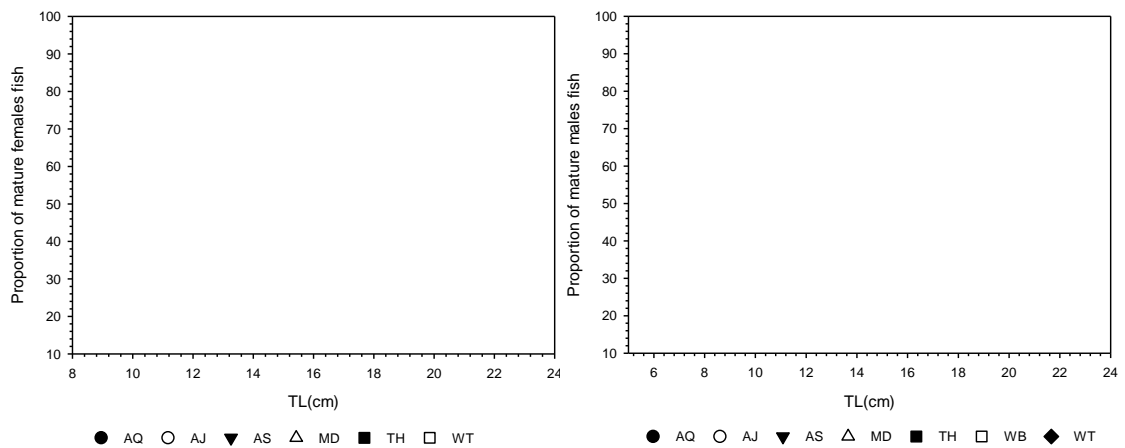 Proportion of mature females fish
100
90
80
70
60
50
40
30
20
10
8 10 12 14 16 18 20 22 24
TL(cm)
AQ AJ AS MD TH WT
Proportion of mature males fish
100
90
80
70
60
50
40
30
20
10
6 8 10 12 14 16 18 20 22 24
TL(cm)
AQ AJ AS MD TH WB WT